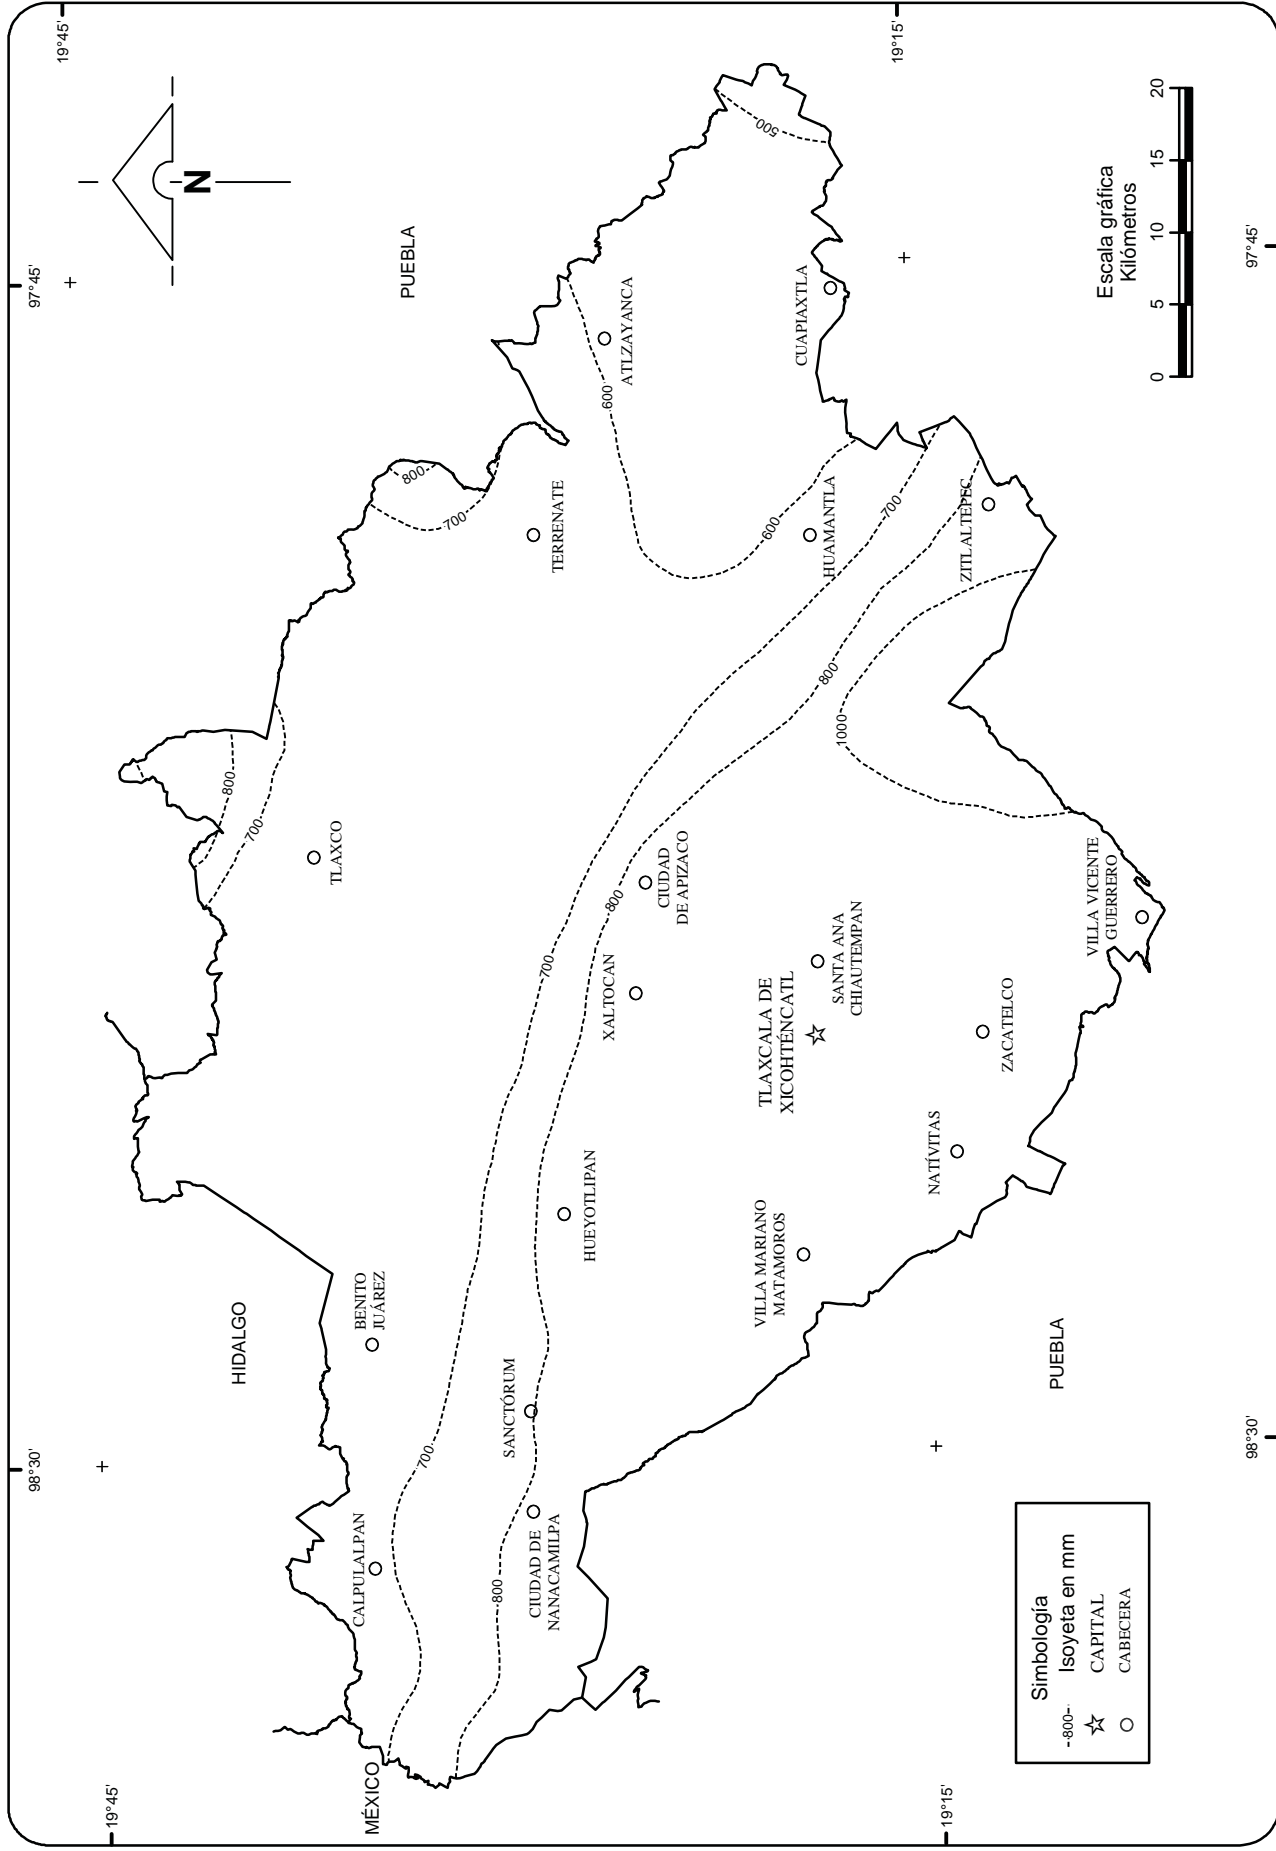 98°30'
97°45'
19°45'
19°45'
N
HIDALGO
PUEBLA
MÉXICO
CALPULALPAN
BENITO
JUÁREZ
TLAXCO
800
700
700
800
TERRENATE
ATLZAYANCA
600
500
700
700
800
800
CIUDAD DE
NANACAMILPA
SANCTÓRUM
HUEYOTLIPAN
XALTOCAN
CIUDAD
DE APIZACO
600
HUAMANTLA
CUAPIAXTLA
700
800
1000
ZITLALTEPEC
VILLA MARIANO
MATAMOROS
TLAXCALA DE
XICOHTÉNCATL
SANTA ANA
CHIAUTEMPAN
NATÍVITAS
ZACATELCO
VILLA VICENTE
GUERRERO
PUEBLA
19°15'
19°15'
Simbología
-800- Isoyeta en mm
CAPITAL
CABECERA
Escala gráfica
Kilómetros
0 5 10 15 20
98°30'
97°45'